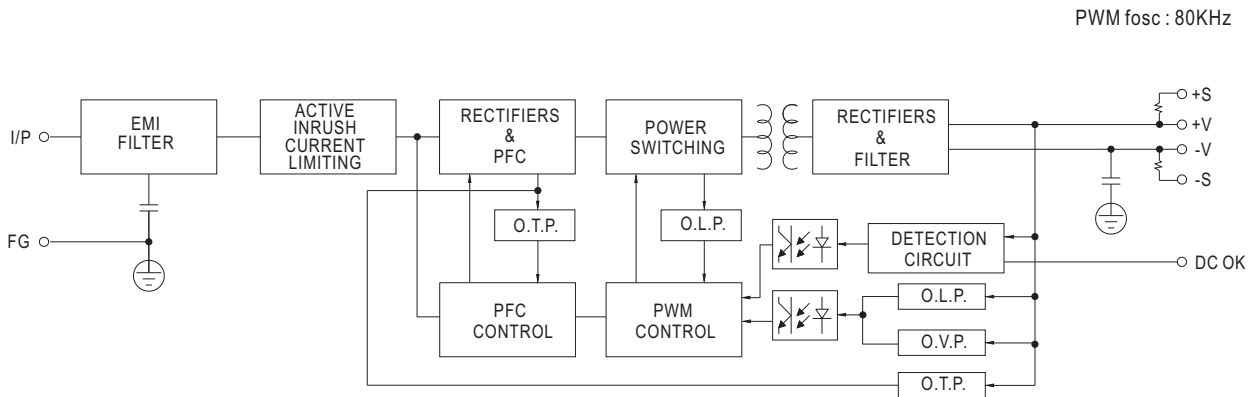 PWM fosc : 80KHz
I/P
EMI
FILTER
ACTIVE
INRUSH
CURRENT
LIMITING
RECTIFIERS
&
PFC
POWER
SWITCHING
RECTIFIERS
&
FILTER
+S
+V
-V
-S
FG
O.T.P.
O.L.P.
DETECTION
CIRCUIT
DC OK
PFC
CONTROL
PWM
CONTROL
O.L.P.
O.V.P.
O.T.P.